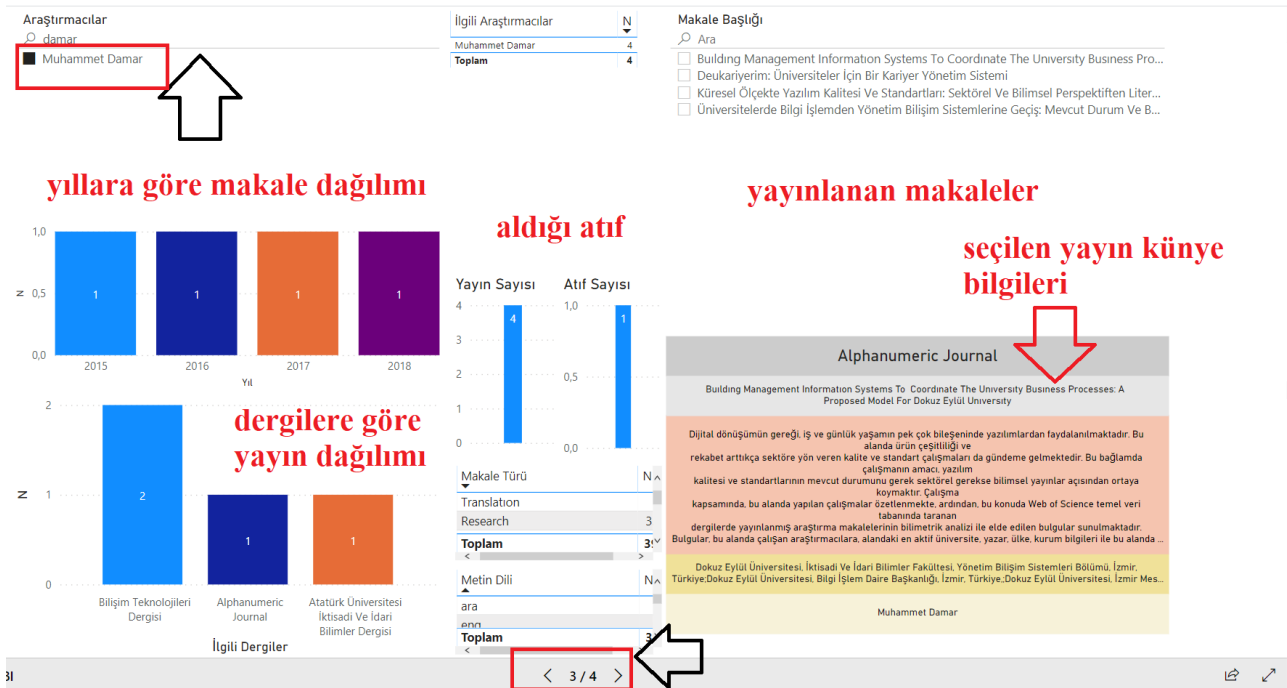 Araştırmacılar
damar
Muhammet Damar
İlgili Araştırmacılar N
Muhammet Damar 4
Toplam 4
Makale Başlığı
Ara
Buılding Management Informatıon Systems To Coordınate The Unıversıty Busıness Pro...
Deukariyerim: Üniversiteler İçin Bir Kariyer Yönetim Sistemi
Küresel Ölçekte Yazılım Kalitesi Ve Standartları: Sektörel Ve Bilimsel Perspektiften Liter...
Üniversitelerde Bilgi İşlemden Yönetim Bilişim Sistemlerine Geçiş: Mevcut Durum Ve B...
yıllara göre makale dağılımı
yayınlanan makaleler
aldığı atıf
seçilen yayın künye
bilgileri
1,0
N 0,5
0,0
1 1 1 1
2015 2016 2017 2018
Yıl
Yayın Sayısı
4
3
2
1
0
4
Atıf Sayısı
1,0
0,5
0,0
1
dergilere göre
yayın dağılımı
2
N 1
0
2 1 1
Bilişim Teknolojileri
Dergisi
Alphanumeric
Journal
Atatürk Üniversitesi
İktisadi Ve İdari
Bilimler Dergisi
İlgili Dergiler
Makale Türü N
Translatıon
Research 3
Toplam
Metin Dili N
ara
eng
Toplam
Alphanumeric Journal
Buılding Management Informatıon Systems To Coordınate The Unıversıty Busıness Processes: A
Proposed Model For Dokuz Eylül Unıversıty
Dijital dönüşümün gereği, iş ve günlük yaşamın pek çok bileşeninde yazılımlardan faydalanılmaktadır. Bu
alanda ürün çeşitliliği ve
rekabet arttıkça sektöre yön veren kalite ve standart çalışmaları da gündeme gelmektedir. Bu bağlamda
çalışmanın amacı, yazılım
kalitesi ve standartlarının mevcut durumunu gerek sektörel gerekse bilimsel yayınlar açısından ortaya
koymaktır. Çalışma
kapsamında, bu alanda yapılan çalışmalar özetlenmekte, ardından, bu konuda Web of Science temel veri
tabanında taranan
dergilerde yayınlanmış araştırma makalelerinin bilimetrik analizi ile elde edilen bulgular sunulmaktadır.
Bulgular, bu alanda çalışan araştırmacılara, alandaki en aktif üniversite, yazar, ülke, kurum bilgileri ile bu alanda ...
Dokuz Eylül Üniversitesi, İktisadi Ve İdari Bilimler Fakültesi, Yönetim Bilişim Sistemleri Bölümü, İzmir,
Türkiye;Dokuz Eylül Üniversitesi, Bilgi İşlem Daire Başkanlığı, İzmir, Türkiye,;Dokuz Eylül Üniversitesi, İzmir Mes...
Muhammet Damar
BI
3 / 4